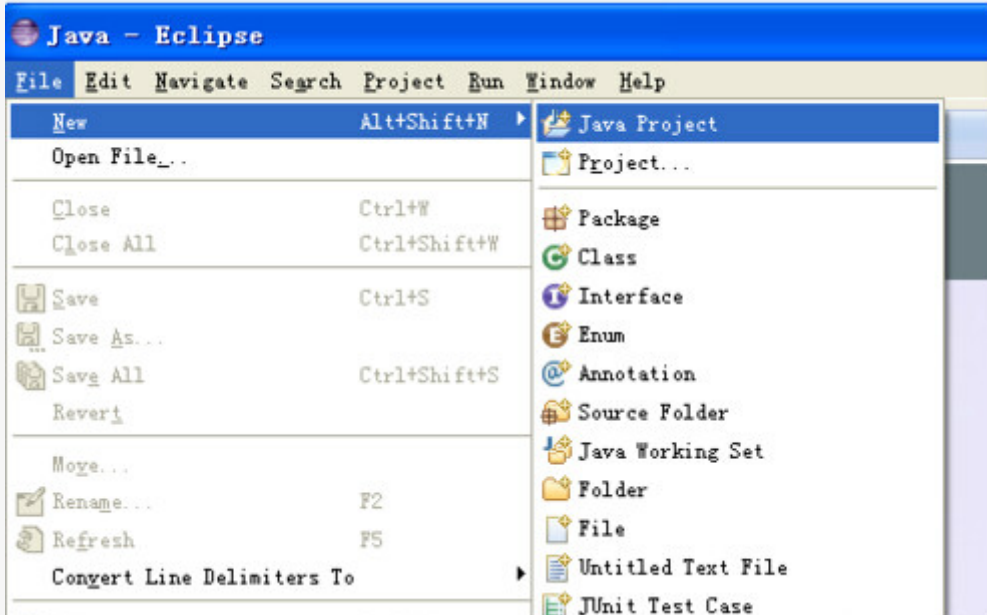 Java - Eclipse
File Edit Navigate Search Project Run Window Help
New Alt+Shift+N
Open File...
Close Ctrl+W
Close All Ctrl+Shift+W
Save Ctrl+S
Save As...
Save All Ctrl+Shift+S
Revert
Move...
Rename... F2
Refresh F5
Convert Line Delimiters To
Java Project
Project...
Package
Class
Interface
Enum
Annotation
Source Folder
Java Working Set
Folder
File
Untitled Text File
JUnit Test Case